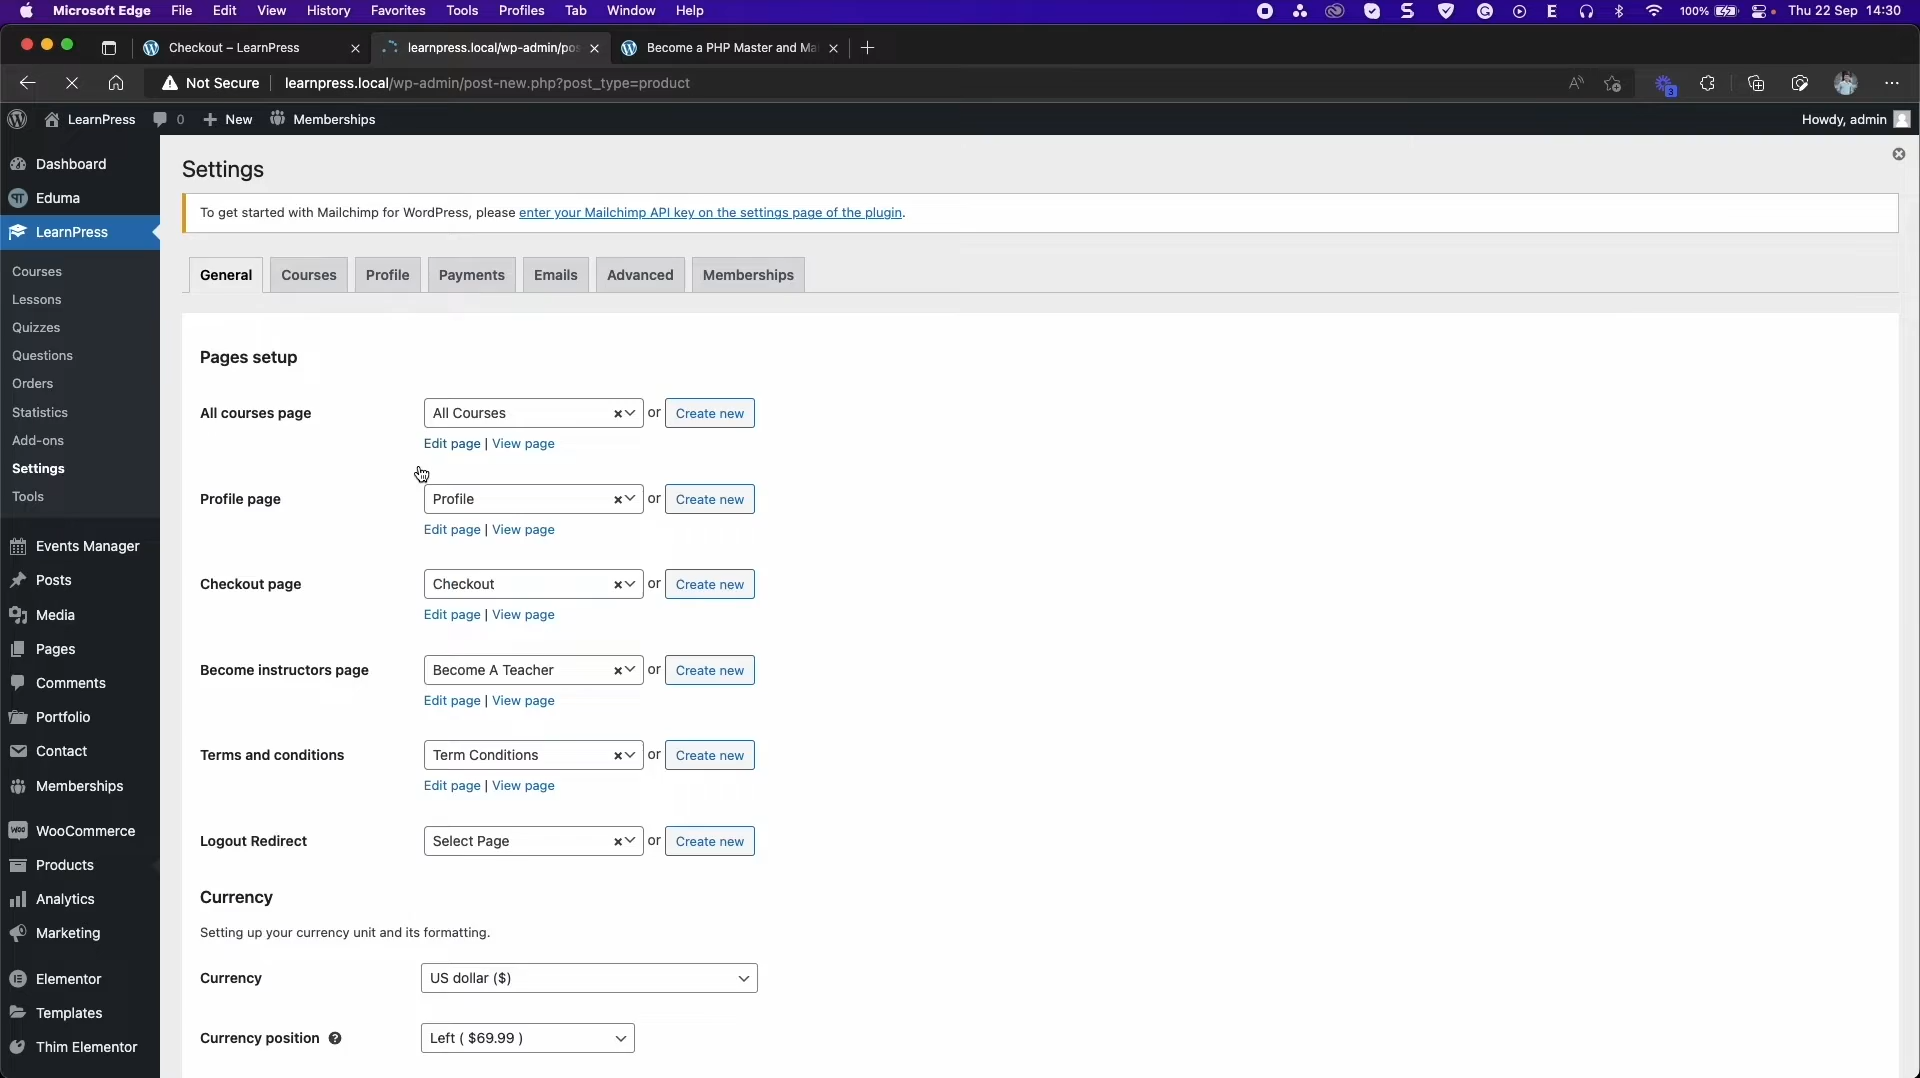 Microsoft Edge File Edit View History Favorites Tools Profiles Tab Window Help 100% Thu 22 Sep 14:30
Checkout – LearnPress learnpress.local/wp-admin/pos Become a PHP Master and Ma
Not Secure learnpress.local/wp-admin/post-new.php?post_type=product 3
LearnPress 0 New Memberships Howdy, admin
Dashboard
Eduma
LearnPress
Courses
Lessons
Quizzes
Questions
Orders
Statistics
Add-ons
Settings
Tools
Events Manager
Posts
Media
Pages
Comments
Portfolio
Contact
Memberships
WooCommerce
Products
Analytics
Marketing
Elementor
Templates
Thim Elementor
Settings
To get started with Mailchimp for WordPress, please enter your Mailchimp API key on the settings page of the plugin.
General Courses Profile Payments Emails Advanced Memberships
Pages setup
All courses page All Courses or Create new
Edit page | View page
Profile page Profile or Create new
Edit page | View page
Checkout page Checkout or Create new
Edit page | View page
Become instructors page Become A Teacher or Create new
Edit page | View page
Terms and conditions Term Conditions or Create new
Edit page | View page
Logout Redirect Select Page or Create new
Currency
Setting up your currency unit and its formatting.
Currency US dollar ($)
Currency position Left ( $69.99 )